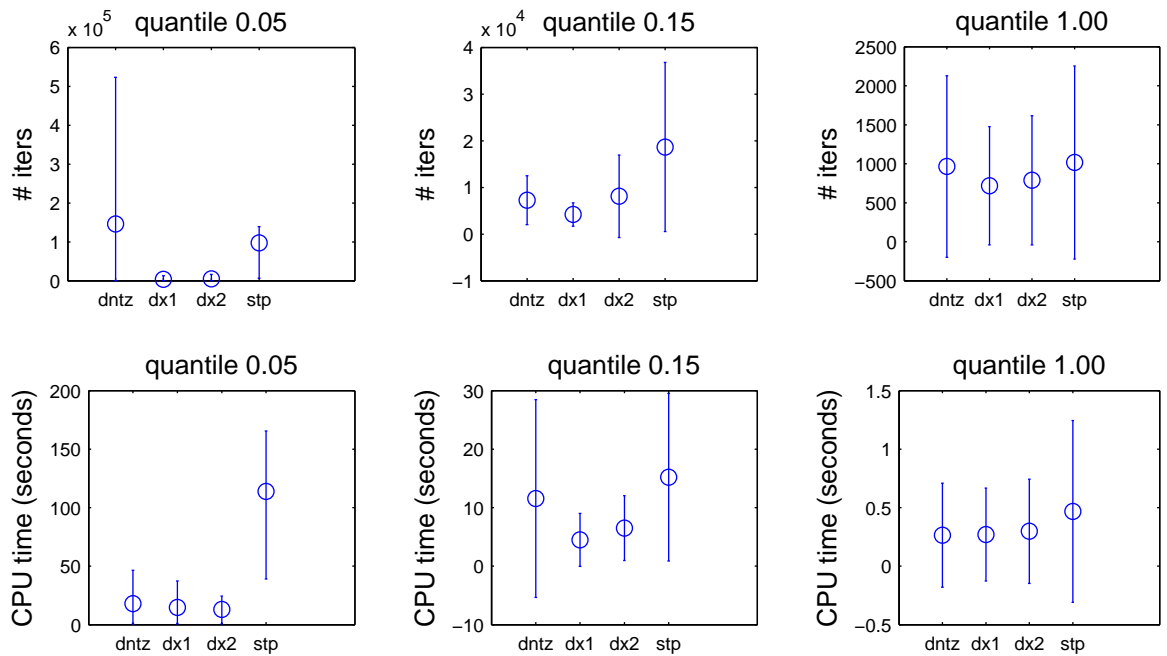 x 10^5
quantile 0.05
6
5
4
3
2
1
0
# iters
dntz dx1 dx2 stp
x 10^4
quantile 0.15
4
3
2
1
0
−1
# iters
dntz dx1 dx2 stp
quantile 1.00
2500
2000
1500
1000
500
0
−500
# iters
dntz dx1 dx2 stp
quantile 0.05
200
150
100
50
0
CPU time (seconds)
dntz dx1 dx2 stp
quantile 0.15
30
20
10
0
−10
CPU time (seconds)
dntz dx1 dx2 stp
quantile 1.00
1.5
1
0.5
0
−0.5
CPU time (seconds)
dntz dx1 dx2 stp